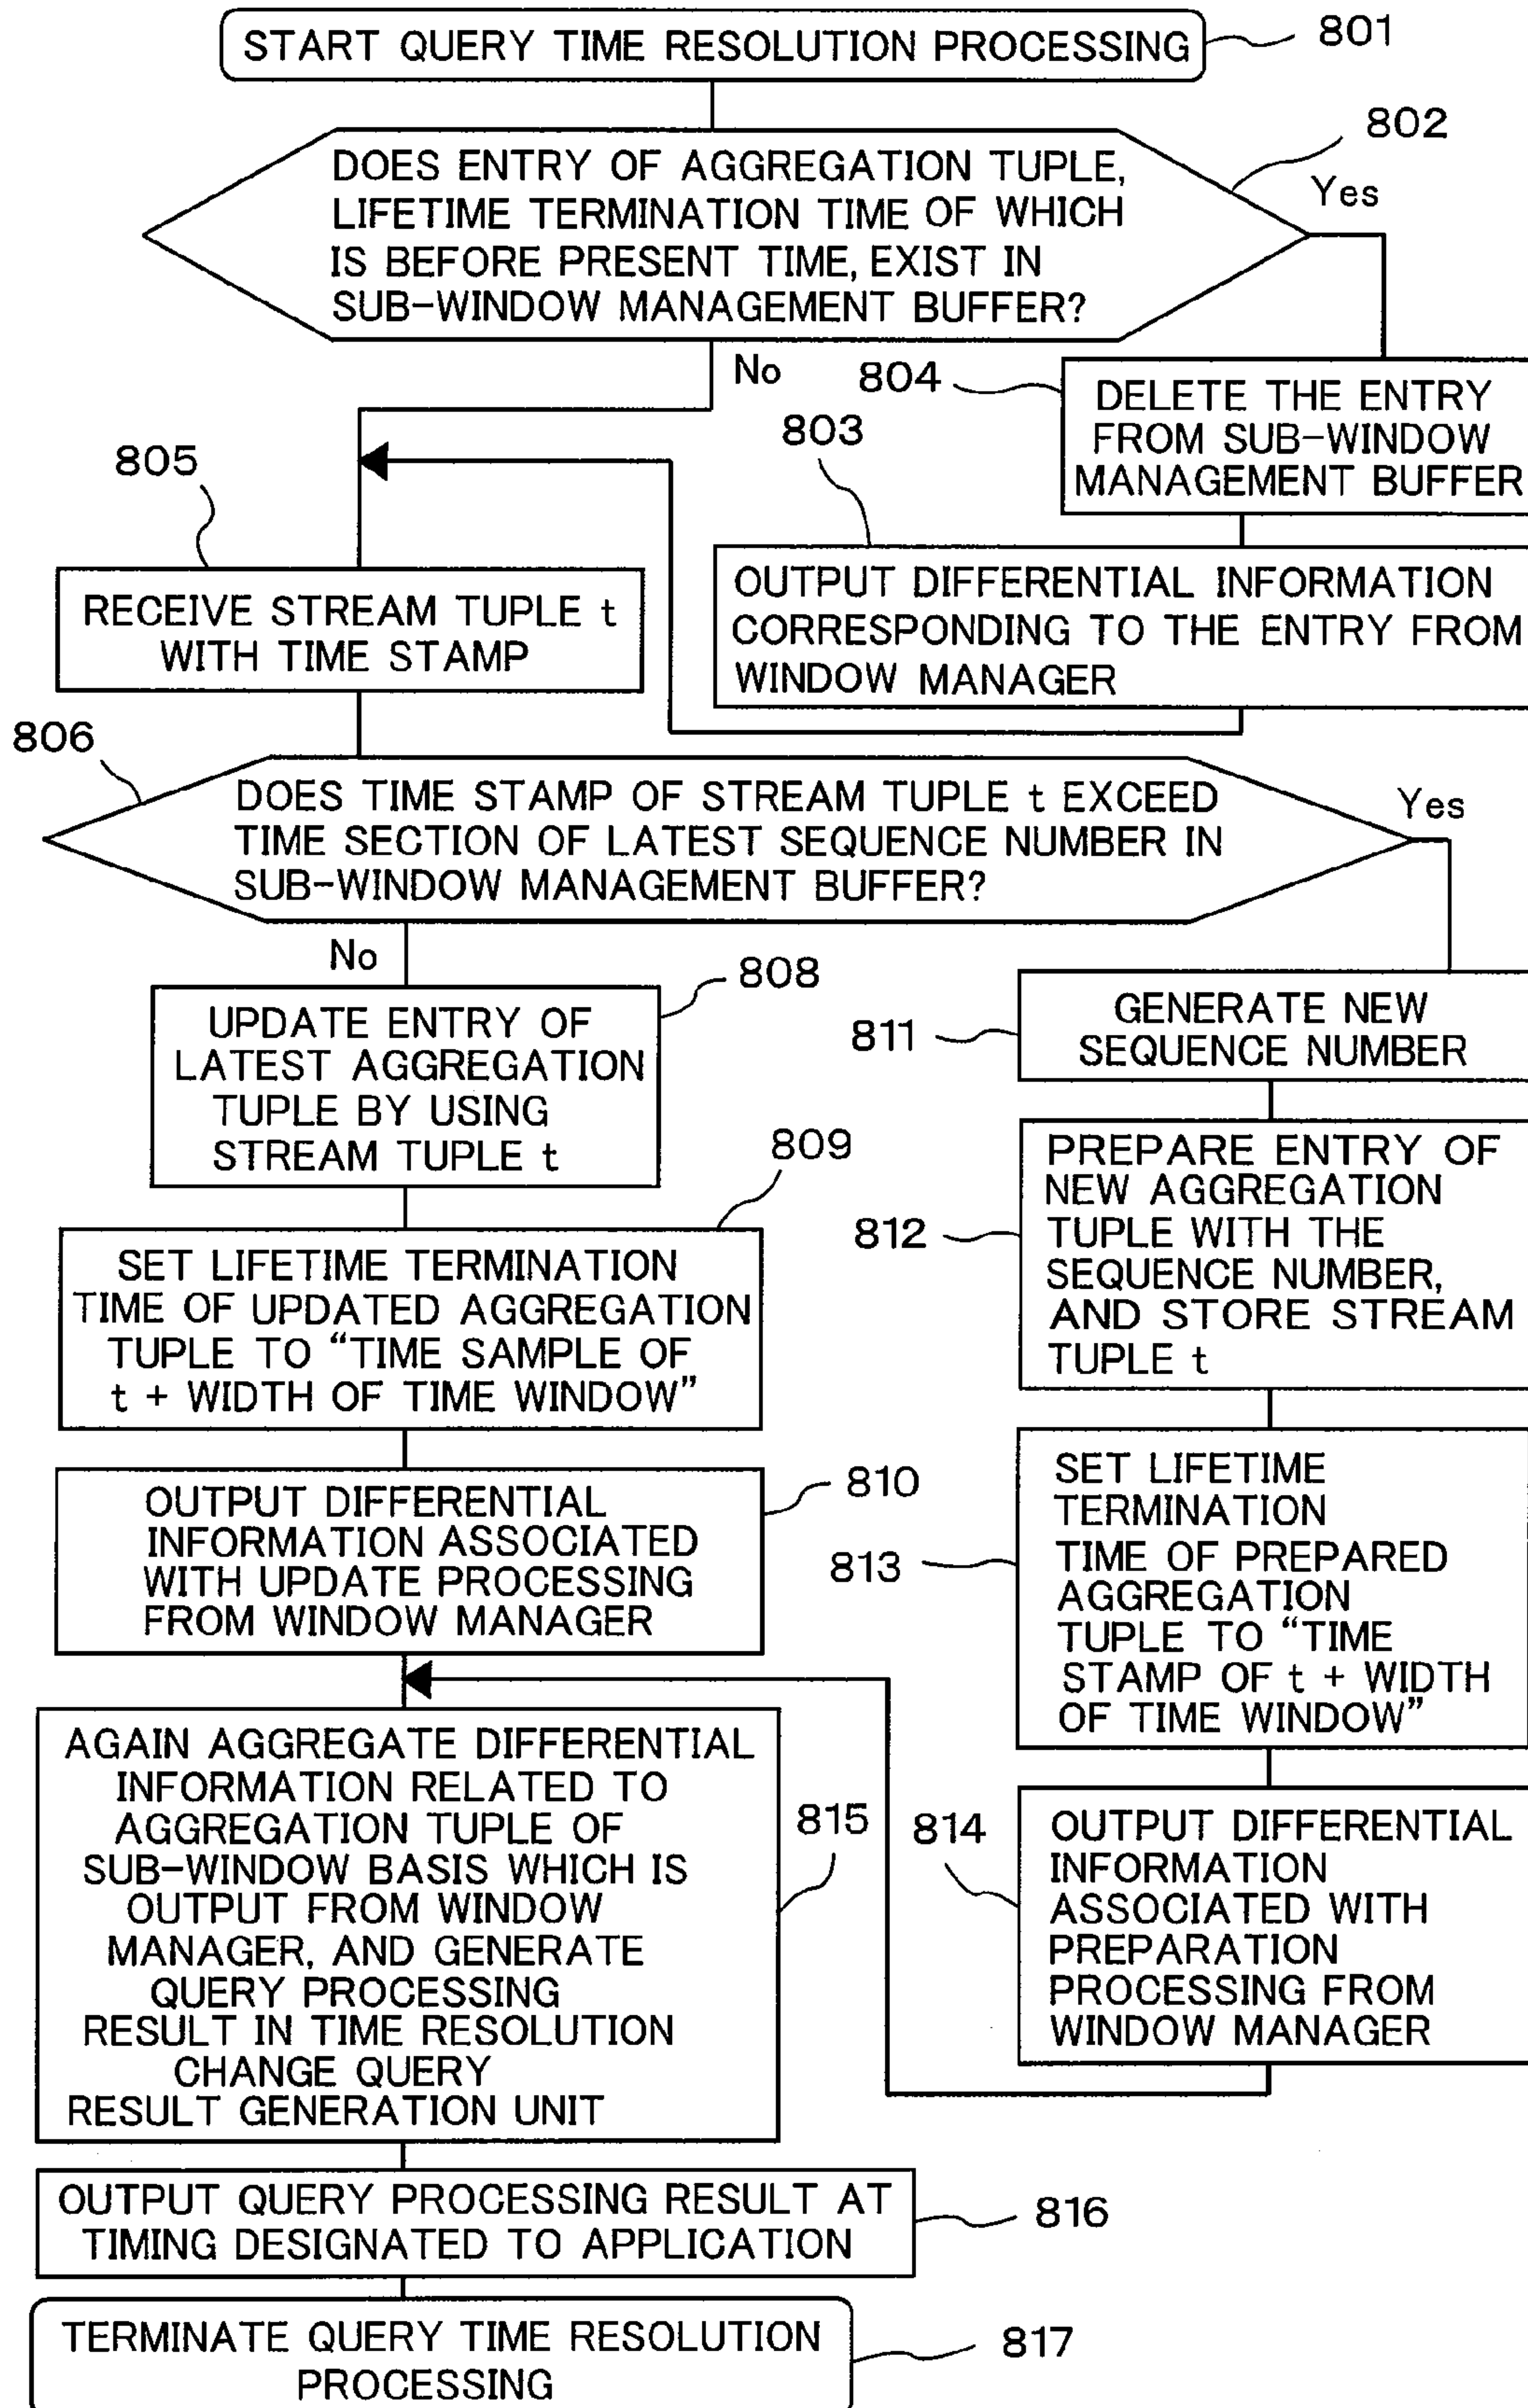 START QUERY TIME RESOLUTION PROCESSING
801
802
DOES ENTRY OF AGGREGATION TUPLE,
LIFETIME TERMINATION TIME OF WHICH
IS BEFORE PRESENT TIME, EXIST IN
SUB-WINDOW MANAGEMENT BUFFER?
Yes
No
804
DELETE THE ENTRY
FROM SUB-WINDOW
MANAGEMENT BUFFER
803
OUTPUT DIFFERENTIAL INFORMATION
CORRESPONDING TO THE ENTRY FROM
WINDOW MANAGER
805
RECEIVE STREAM TUPLE t
WITH TIME STAMP
806
DOES TIME STAMP OF STREAM TUPLE t EXCEED
TIME SECTION OF LATEST SEQUENCE NUMBER IN
SUB-WINDOW MANAGEMENT BUFFER?
Yes
No
808
UPDATE ENTRY OF
LATEST AGGREGATION
TUPLE BY USING
STREAM TUPLE t
809
SET LIFETIME TERMINATION
TIME OF UPDATED AGGREGATION
TUPLE TO “TIME SAMPLE OF
t + WIDTH OF TIME WINDOW”
810
OUTPUT DIFFERENTIAL
INFORMATION ASSOCIATED
WITH UPDATE PROCESSING
FROM WINDOW MANAGER
811
GENERATE NEW
SEQUENCE NUMBER
812
PREPARE ENTRY OF
NEW AGGREGATION
TUPLE WITH THE
SEQUENCE NUMBER,
AND STORE STREAM
TUPLE t
813
SET LIFETIME
TERMINATION
TIME OF PREPARED
AGGREGATION
TUPLE TO “TIME
STAMP OF t + WIDTH
OF TIME WINDOW”
814
OUTPUT DIFFERENTIAL
INFORMATION
ASSOCIATED WITH
PREPARATION
PROCESSING FROM
WINDOW MANAGER
815
AGAIN AGGREGATE DIFFERENTIAL
INFORMATION RELATED TO
AGGREGATION TUPLE OF
SUB-WINDOW BASIS WHICH IS
OUTPUT FROM WINDOW
MANAGER, AND GENERATE
QUERY PROCESSING
RESULT IN TIME RESOLUTION
CHANGE QUERY
RESULT GENERATION UNIT
OUTPUT QUERY PROCESSING RESULT AT
TIMING DESIGNATED TO APPLICATION
816
TERMINATE QUERY TIME RESOLUTION
PROCESSING
817